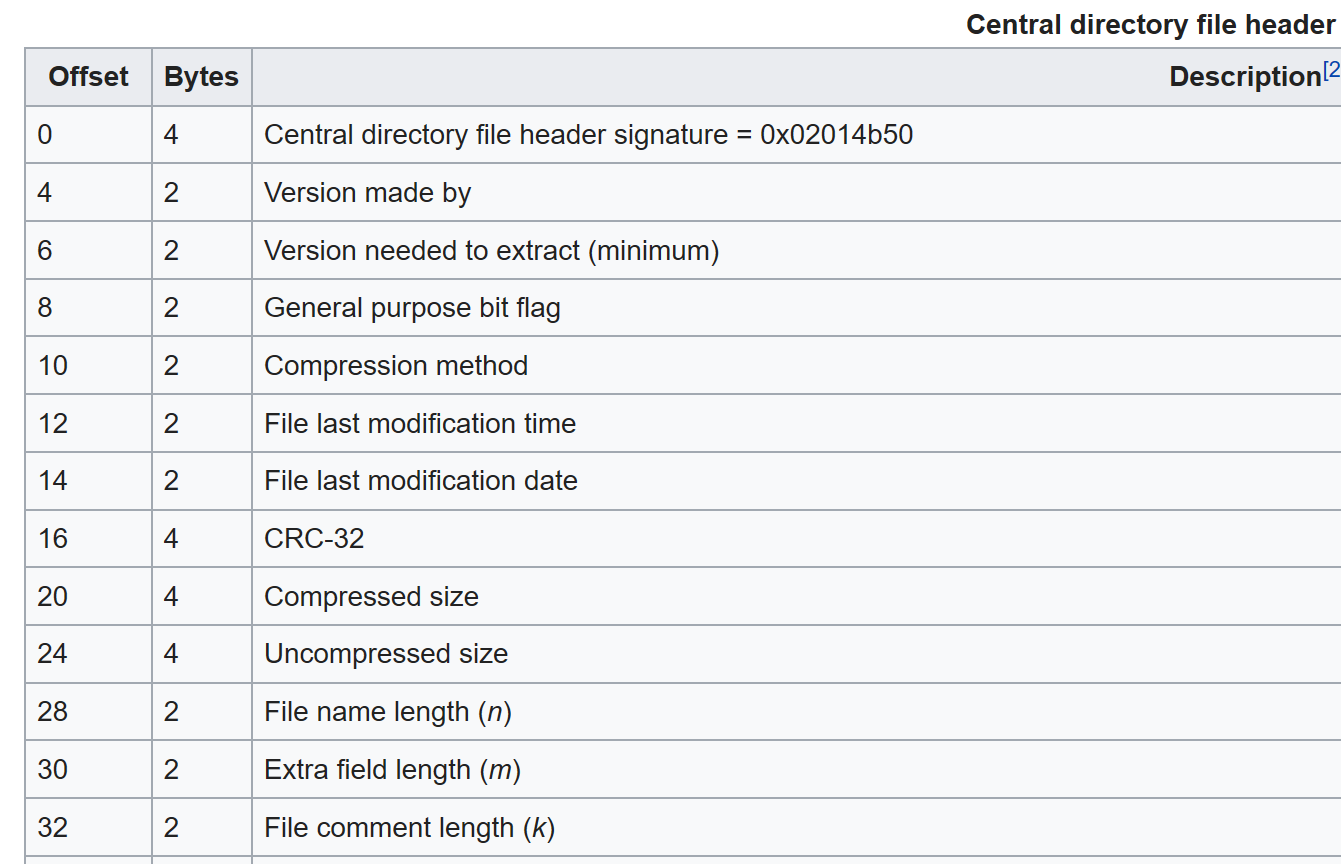 Central directory file header
Offset Bytes Description[2
0 4 Central directory file header signature = 0x02014b50
4 2 Version made by
6 2 Version needed to extract (minimum)
8 2 General purpose bit flag
10 2 Compression method
12 2 File last modification time
14 2 File last modification date
16 4 CRC-32
20 4 Compressed size
24 4 Uncompressed size
28 2 File name length (n)
30 2 Extra field length (m)
32 2 File comment length (k)